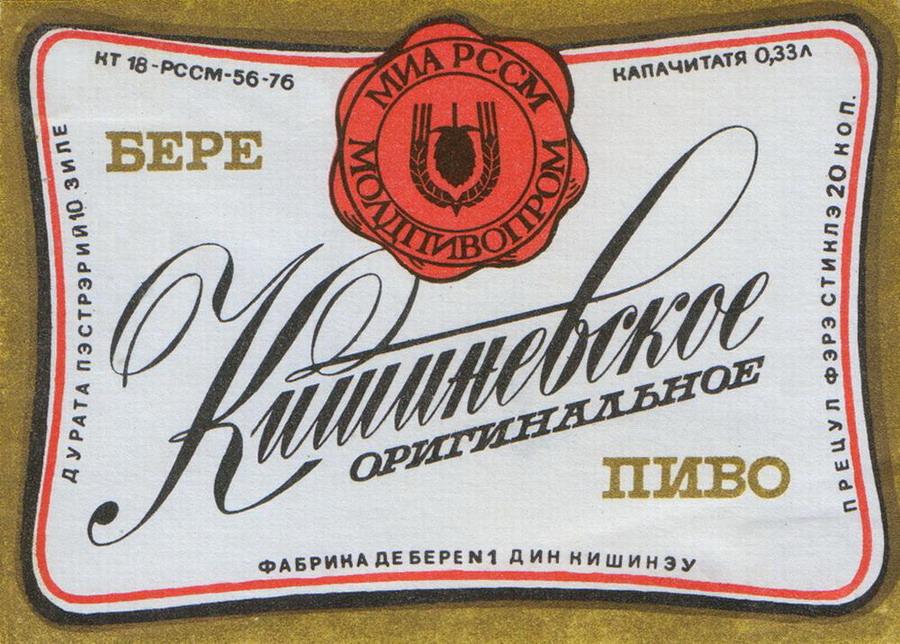 КТ 18-РССМ-56-76
КАПАЧИТАТЯ 0,33Л
МИА РССМ
МОЛДПИВОПРОМ
БЕРЕ
ДУРАТА ПЭСТРЭРИЙ 10 ЗИЛЕ
ПРЕЦУЛ ФЭРЭ СТИКЛЭ 20 КОП.
Кишиневское
ОРИГИНАЛЬНОЕ
ПИВО
ФАБРИКА ДЕ БЕРЕ N1 ДИН КИШИНЭУ